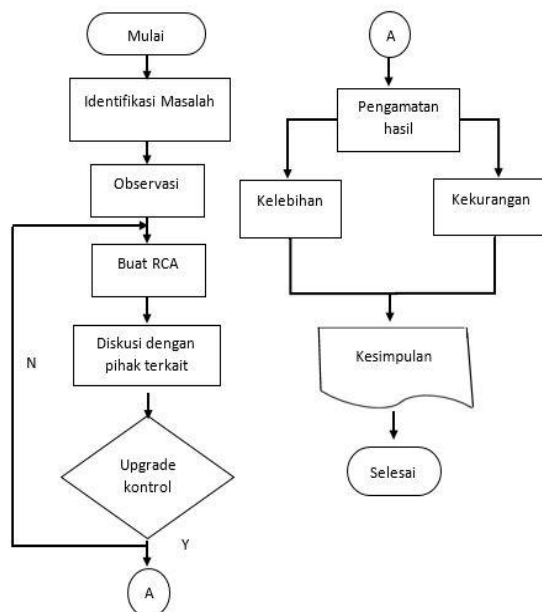 Mulai
Identifikasi Masalah
Observasi
Buat RCA
Diskusi dengan
pihak terkait
N
Upgrade
kontrol
Y
A
A
Pengamatan
hasil
Kelebihan
Kekurangan
Kesimpulan
Selesai